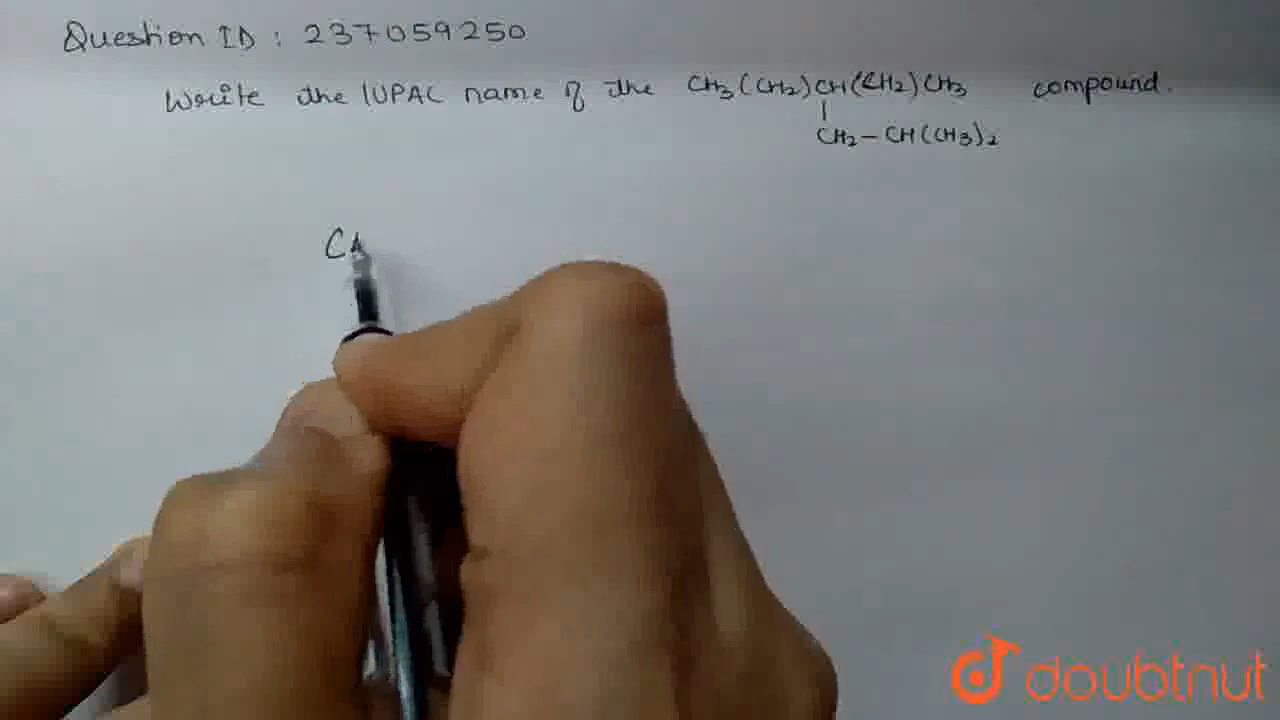 Question ID : 237059250
Write the IUPAC name of the CH3(CH2)CH(CH2)CH3 compound.
|
CH2-CH(CH3)2
CH
doubtnut